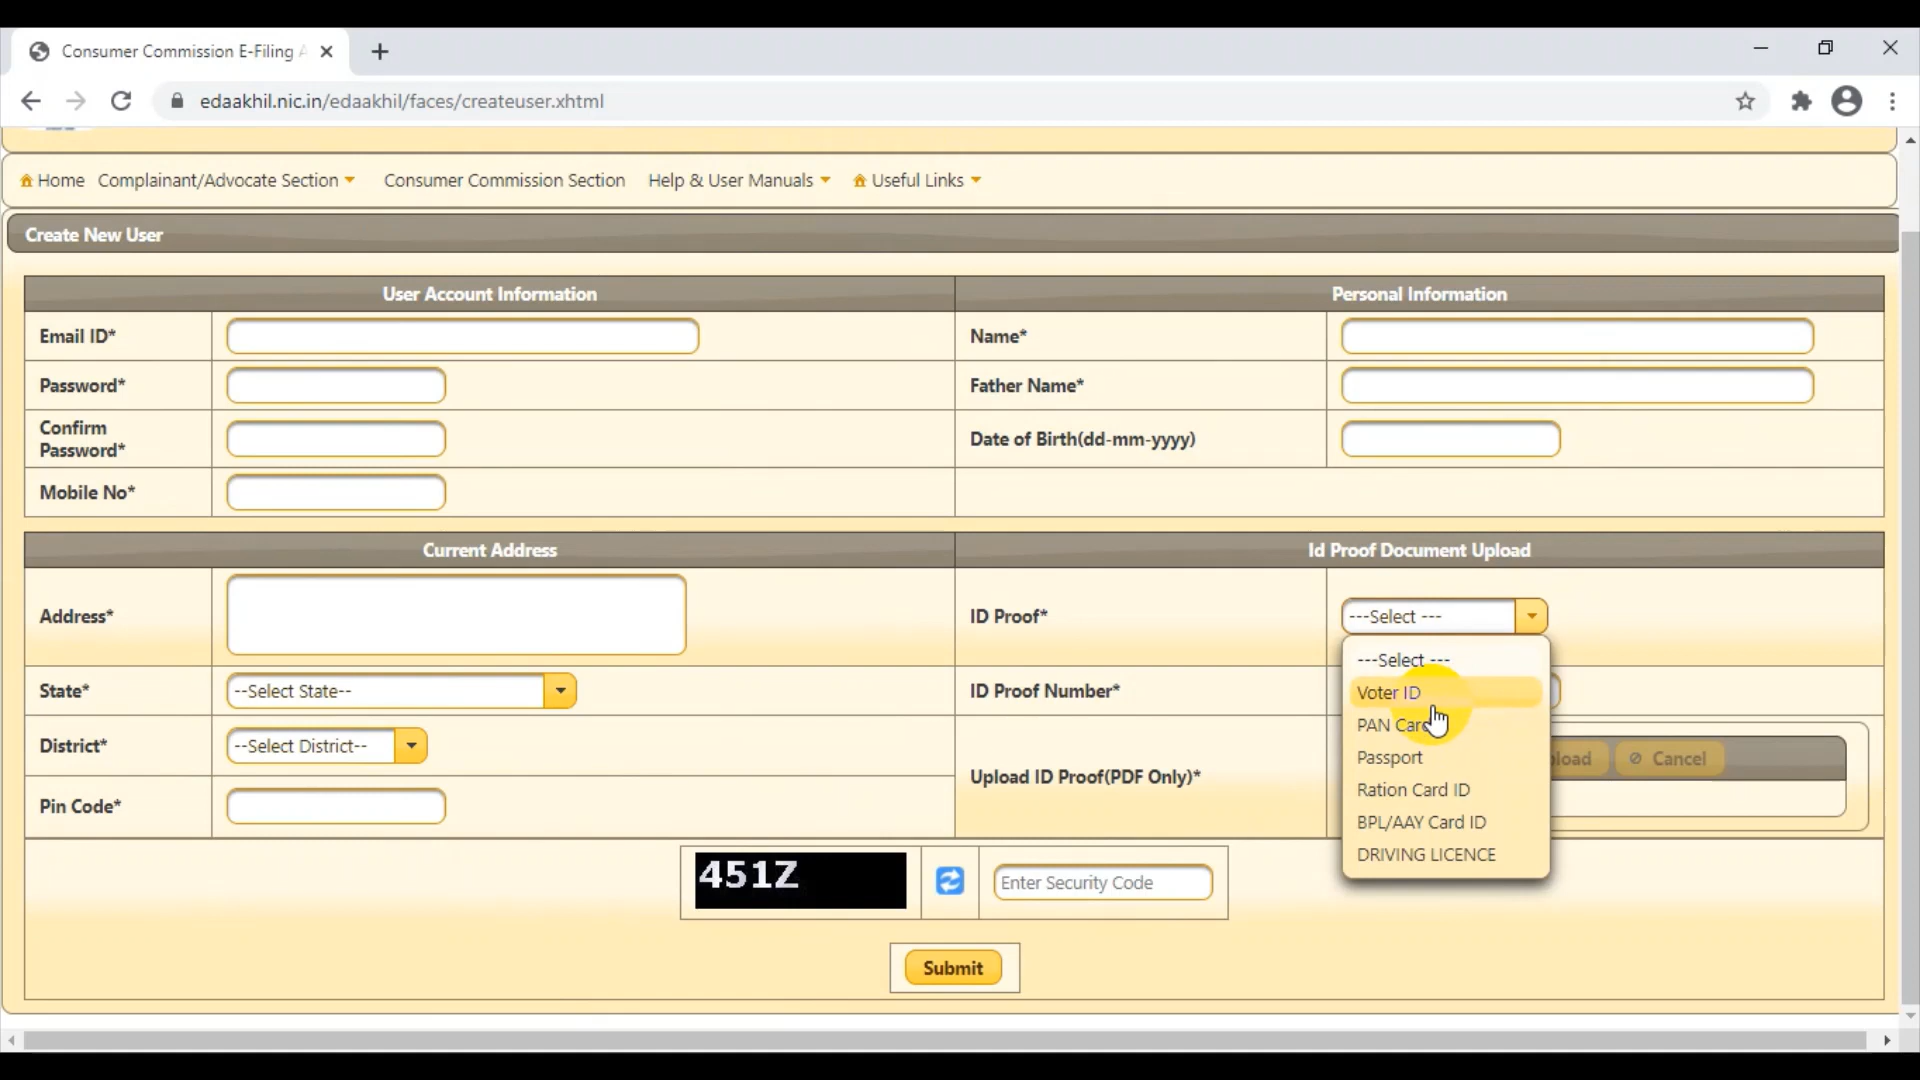 Consumer Commission E-Filing A
edaakhil.nic.in/edaakhil/faces/createuser.xhtml
Home Complainant/Advocate Section Consumer Commission Section Help & User Manuals Useful Links
Create New User
User Account Information
Personal Information
Email ID*
Name*
Password*
Father Name*
Confirm
Password*
Date of Birth(dd-mm-yyyy)
Mobile No*
Current Address
Id Proof Document Upload
Address*
ID Proof*
---Select ---
---Select ---
Voter ID
PAN Card
Passport
Ration Card ID
BPL/AAY Card ID
DRIVING LICENCE
State*
--Select State--
ID Proof Number*
District*
--Select District--
Upload ID Proof(PDF Only)*
load
Cancel
Pin Code*
451Z
Enter Security Code
Submit